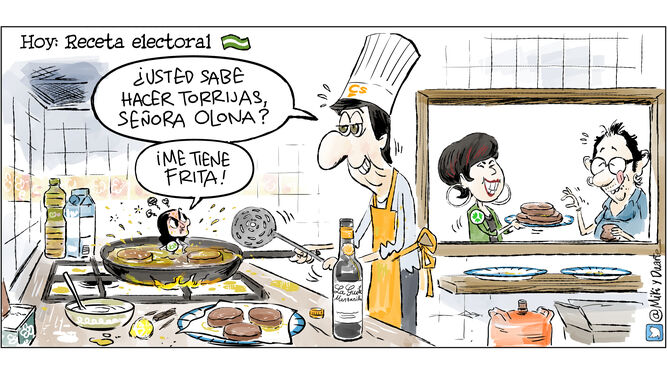 Hoy: Receta electoral
¿USTED SABE
HACER TORRIJAS,
SEÑORA OLONA?
¡ME TIENE
FRITA!
Cs
@Miki y Duarte